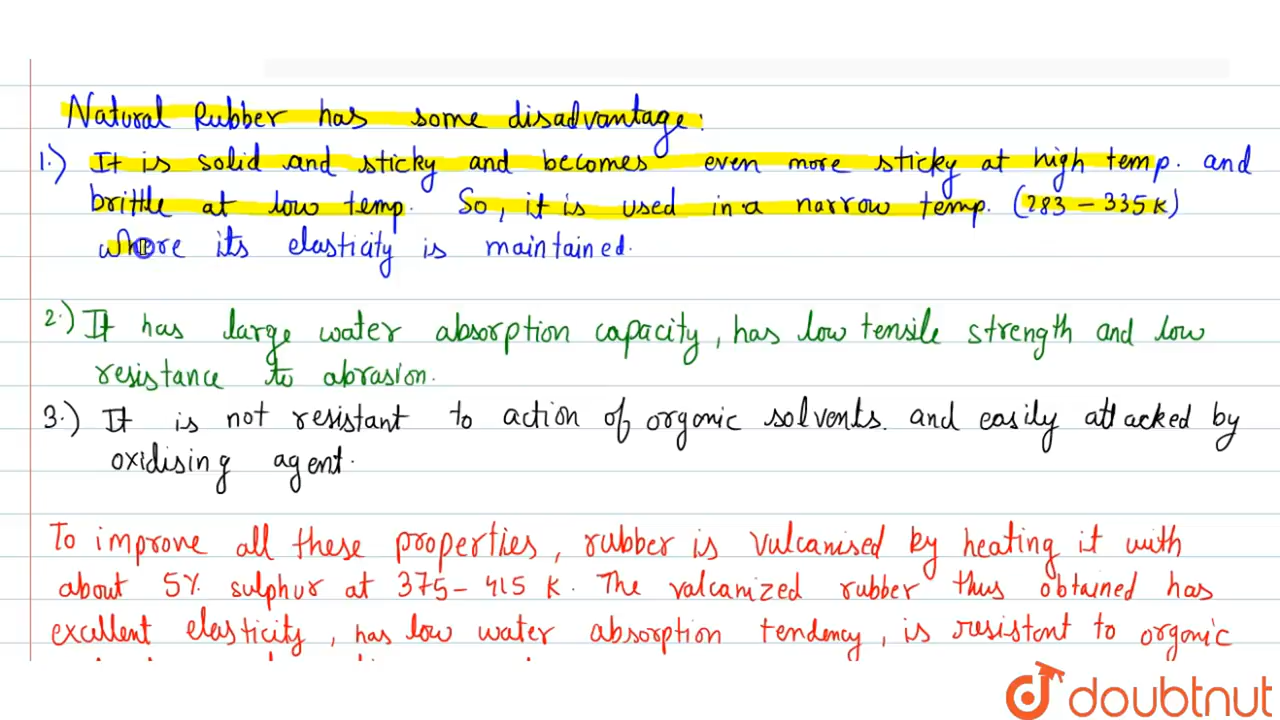 Natural Rubber has some disadvantage:
1.) It is solid and sticky and becomes even more sticky at high temp. and
brittle at low temp. So, it is used in a narrow temp. (283 - 335 K)
where its elasticity is maintained.
2.) It has large water absorption capacity, has low tensile strength and low
resistance to abrasion.
3.) It is not resistant to action of organic solvents. and easily attacked by
oxidising agent.
To improve all these properties, rubber is vulcanised by heating it with
about 5% sulphur at 375-415 K. The valcanized rubber thus obtained has
excellent elasticity, has low water absorption tendency, is resistant to organic
doubtnut